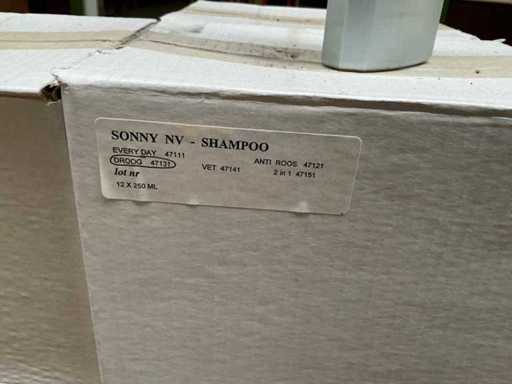 SONNY NV - SHAMPOO
EVERY DAY 47111 ANTI ROOS 47121
DROOG 47131 VET 47141 2 in 1 47151
lot nr
12 X 250 ML